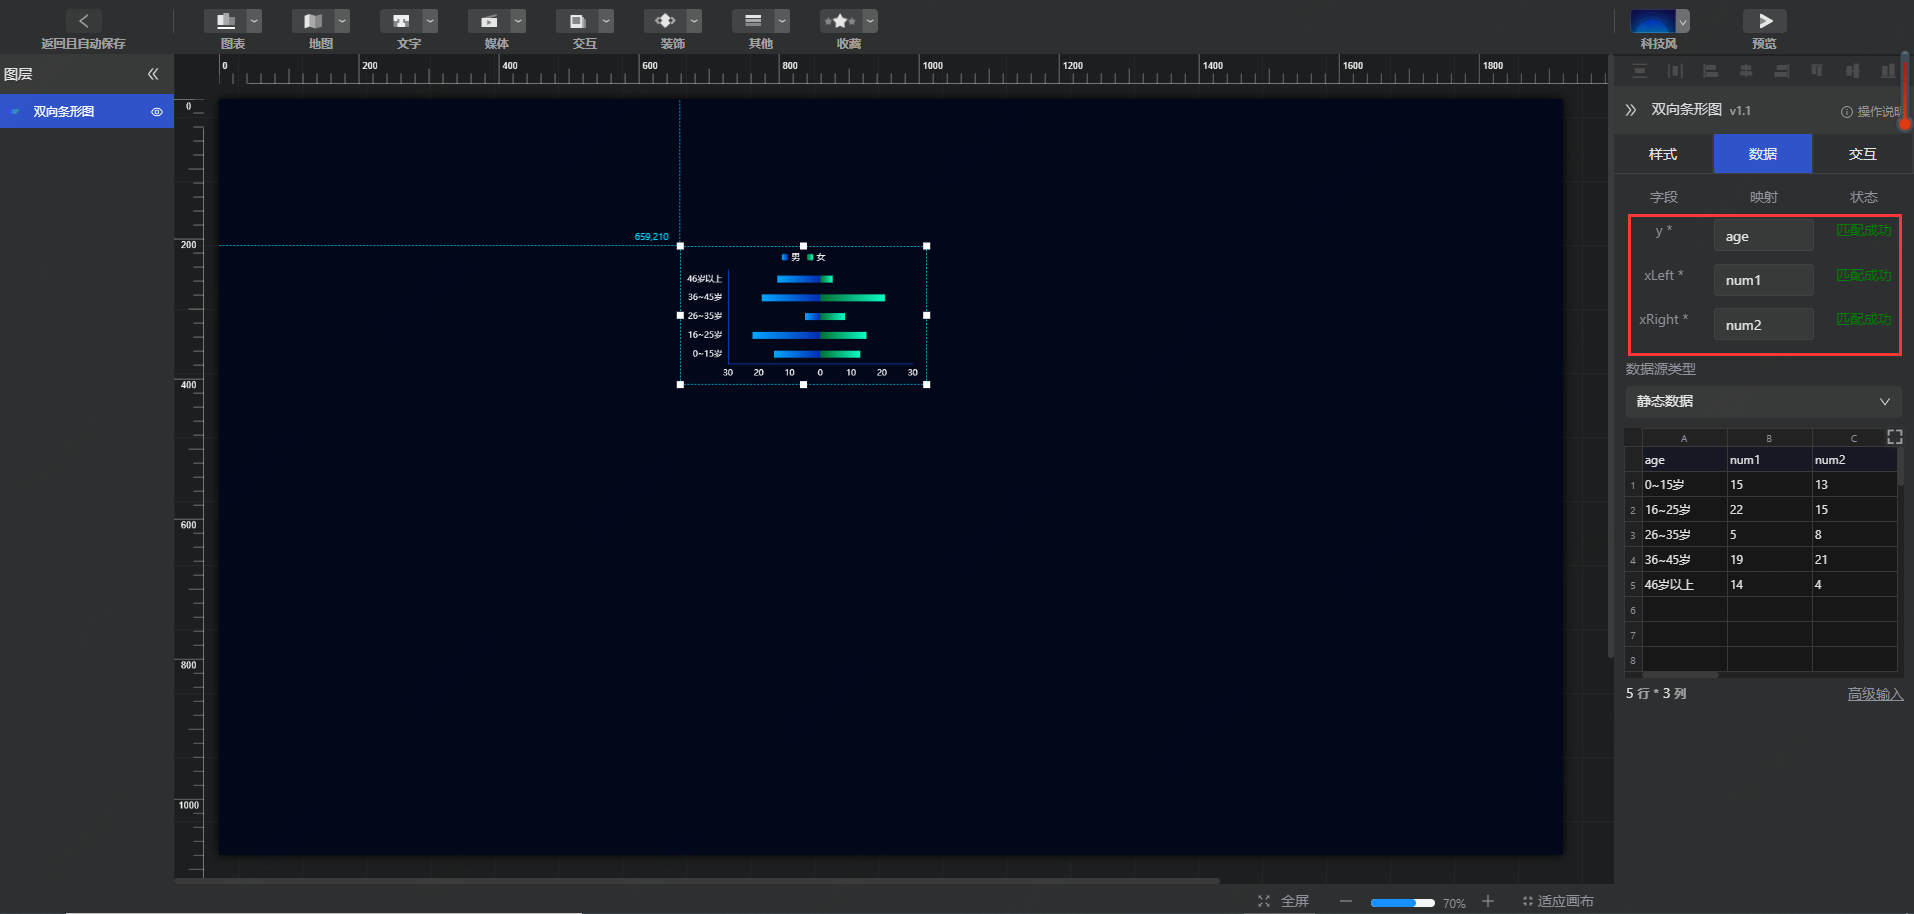 返回且自动保存
图表
地图
文字
媒体
交互
装饰
其他
收藏
科技风
预览
图层
双向条形图
0 200 400 600 800 1000 1200 1400 1600 1800
0
200
400
600
800
1000
659,210
男 女
46岁以上
36~45岁
26~35岁
16~25岁
0~15岁
30 20 10 0 10 20 30
双向条形图 v1.1
操作说明
样式 数据 交互
字段 映射 状态
y * age 匹配成功
xLeft * num1 匹配成功
xRight * num2 匹配成功
数据源类型
静态数据
A B C
age num1 num2
1 0~15岁 15 13
2 16~25岁 22 15
3 26~35岁 5 8
4 36~45岁 19 21
5 46岁以上 14 4
6
7
8
5 行 * 3 列
高级输入
全屏
70%
适应画布